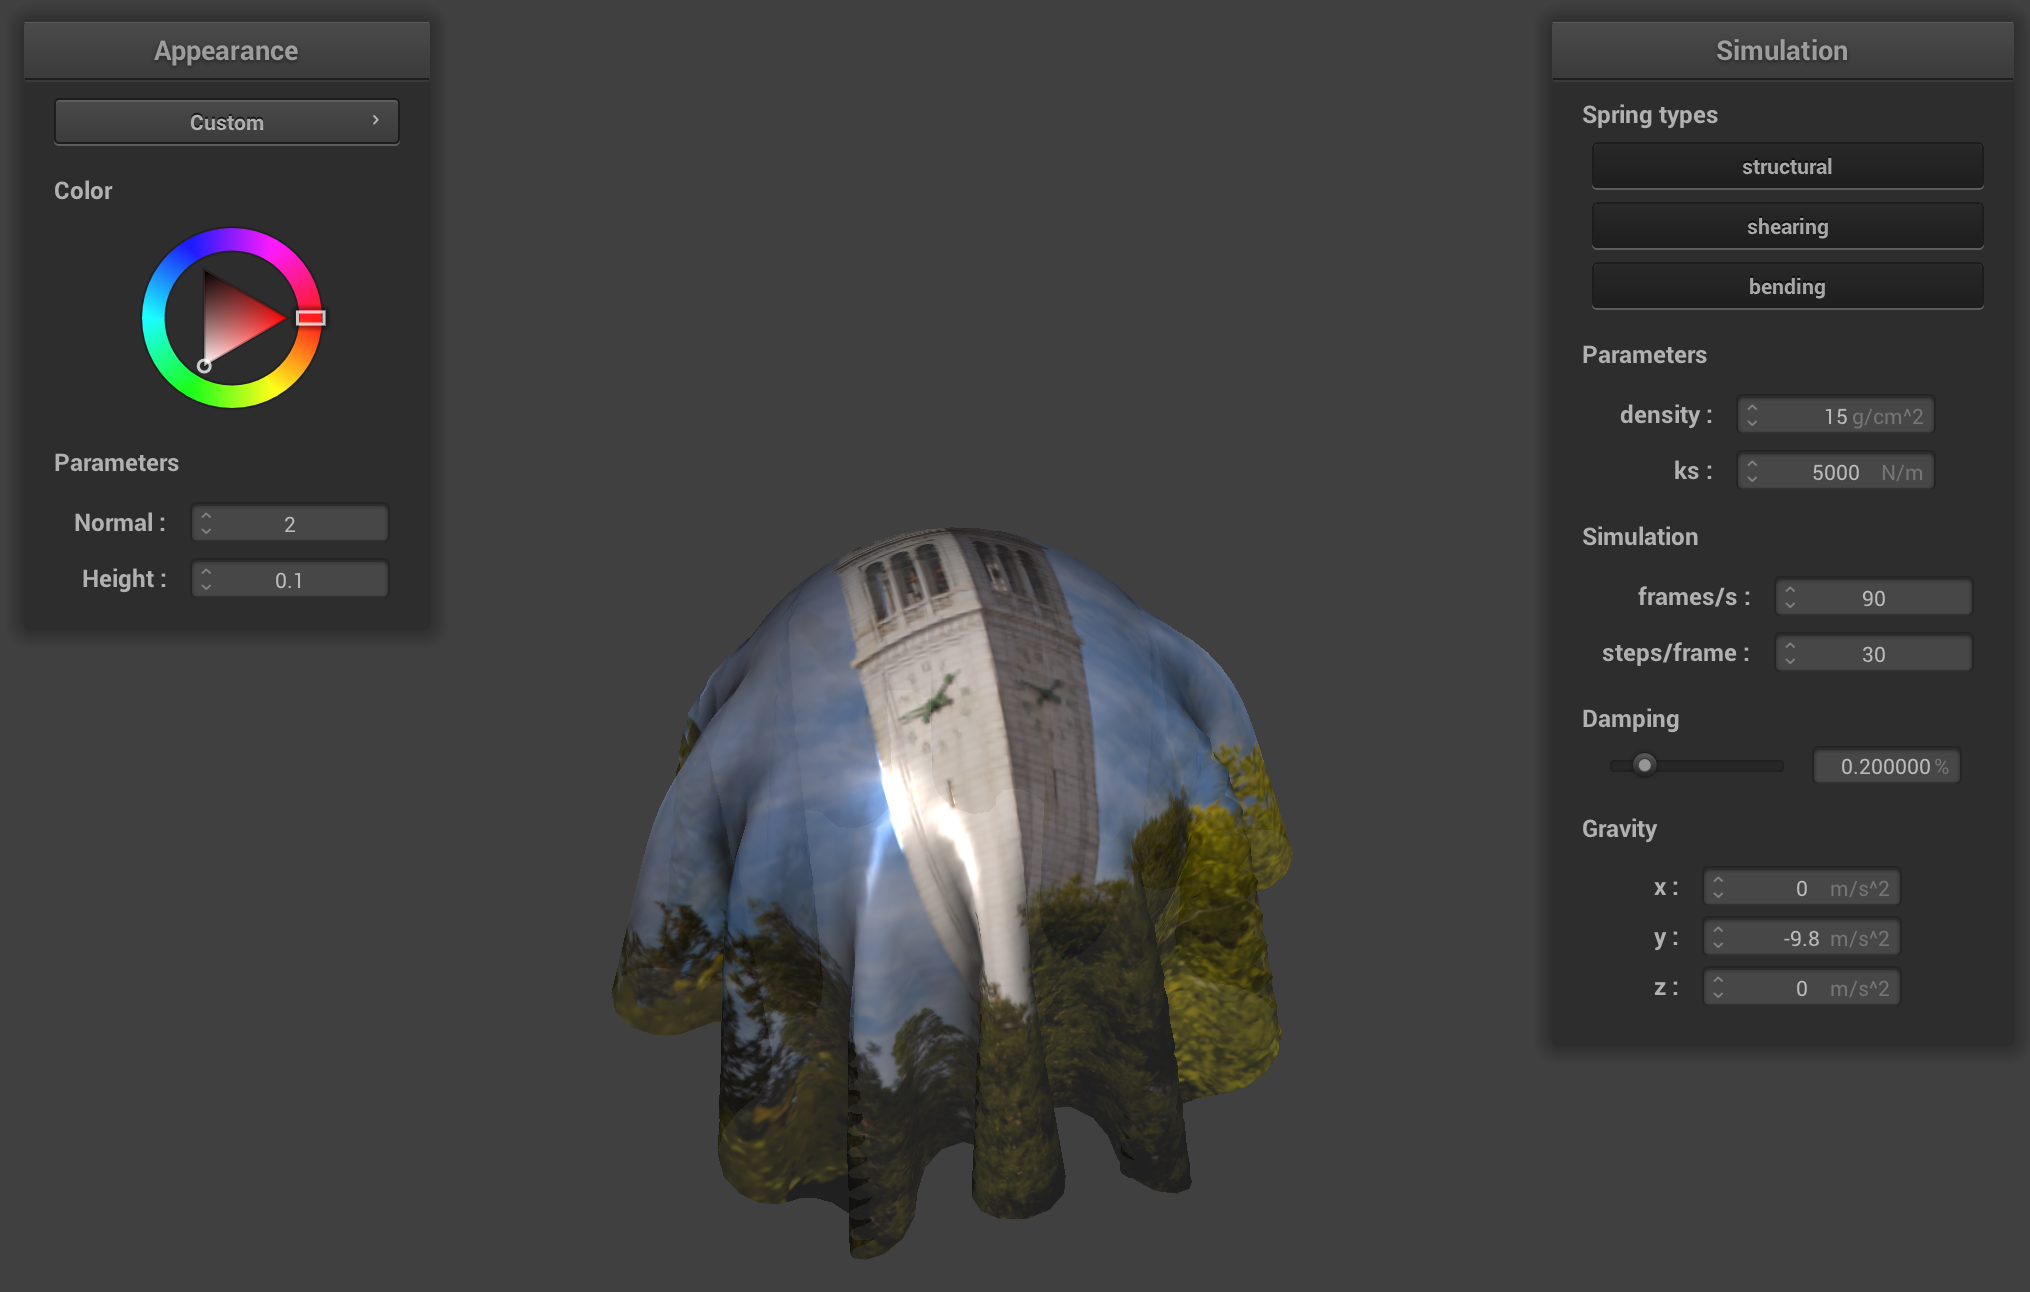 Appearance
Custom
Color
Parameters
Normal : 2
Height : 0.1
Simulation
Spring types
structural
shearing
bending
Parameters
density : 15 g/cm^2
ks : 5000 N/m
Simulation
frames/s : 90
steps/frame : 30
Damping
0.200000 %
Gravity
x : 0 m/s^2
y : -9.8 m/s^2
z : 0 m/s^2